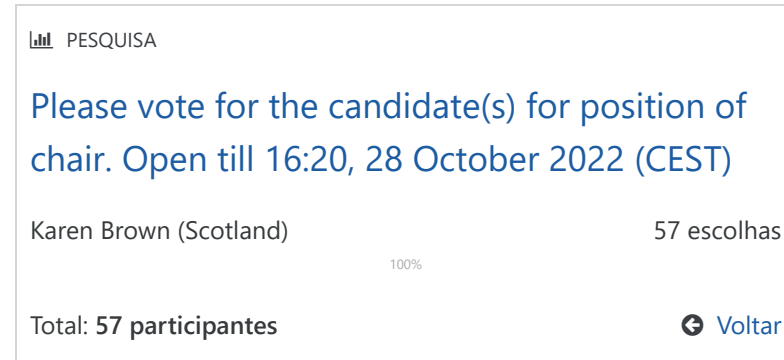 PESQUISA
Please vote for the candidate(s) for position of
chair. Open till 16:20, 28 October 2022 (CEST)
Karen Brown (Scotland) 57 escolhas
100%
Total: 57 participantes Voltar